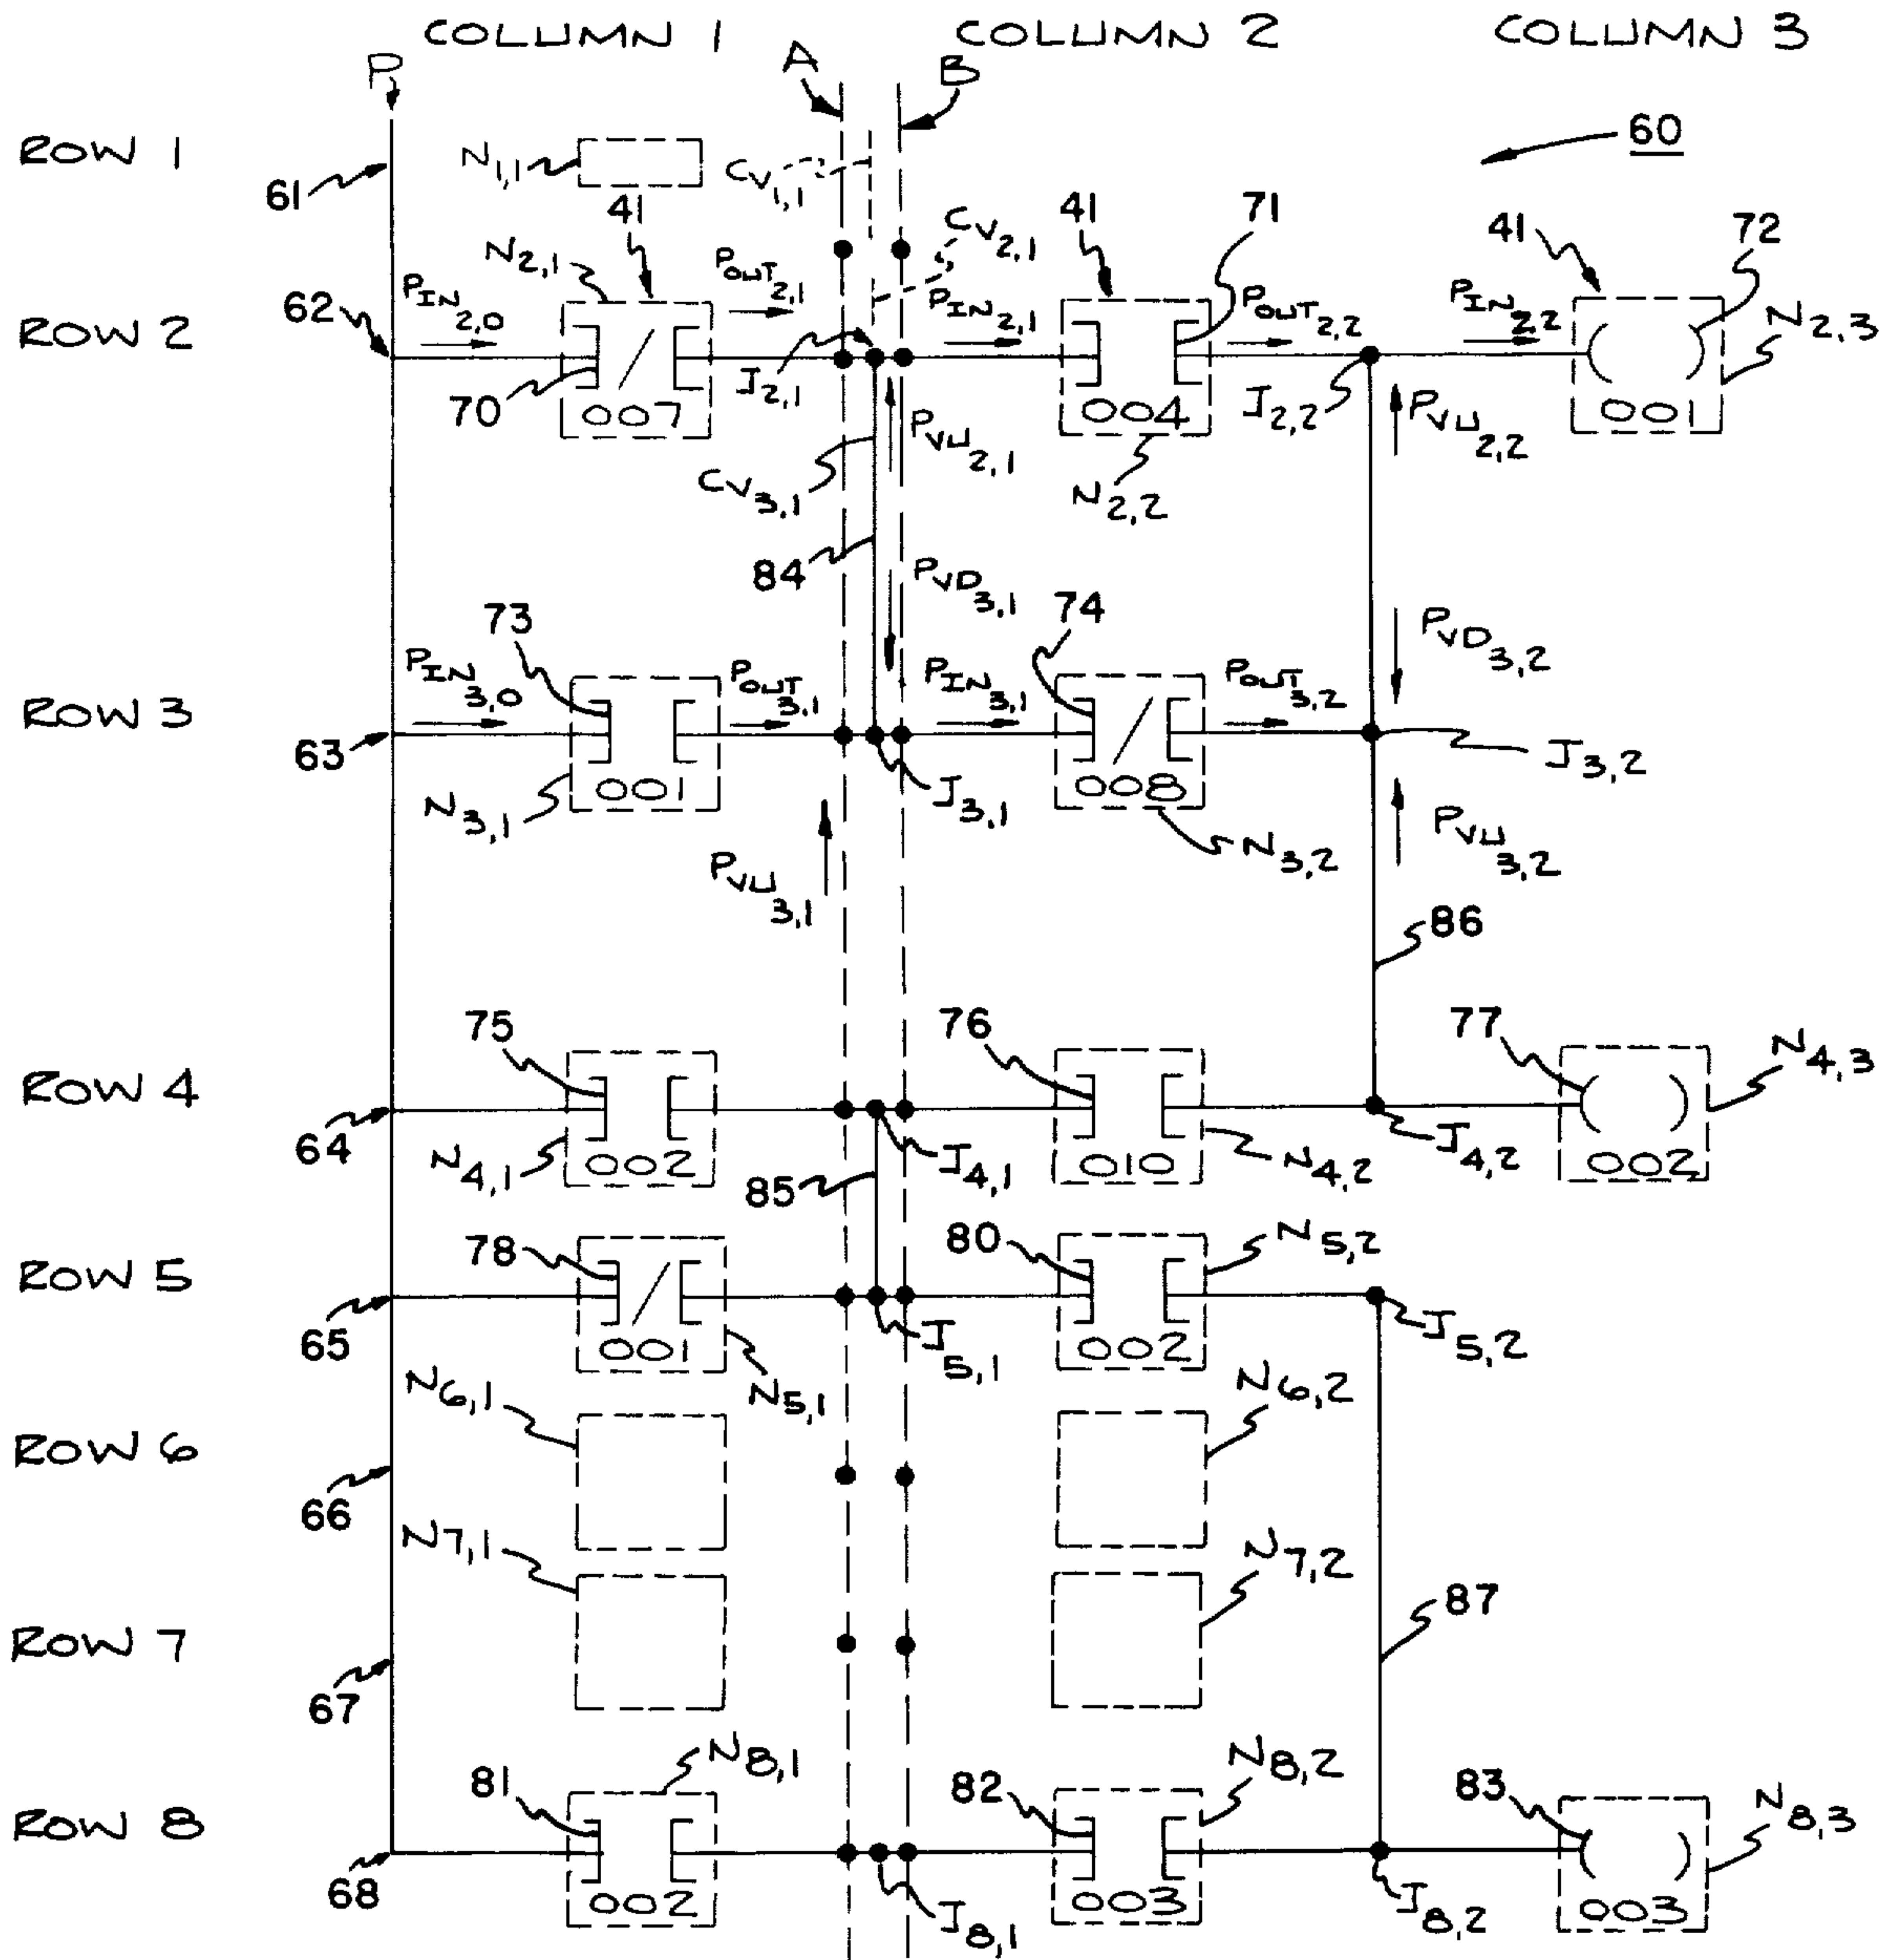 COLUMN 1 COLUMN 2 COLUMN 3
P A B
60
ROW 1 61 N1,1 CV1,1
41 CV2,1 41 71 41 72
N2,1 POUT2,1 PIN2,1 POUT2,2 PIN2,2
PIN2,0
ROW 2 62 N2,3
70 007 J2,1 004 J2,2 001
PVU2,1 PVU2,2
CV3,1 N2,2
84 PVD3,1
73 74 PVD3,2
PIN3,0 POUT3,1 PIN3,1 POUT3,2
ROW 3 63 J3,2
001 J3,1 008
N3,1 N3,2
PVU3,1 PVU3,2
86
75 76 77 N4,3
ROW 4 64
N4,1 002 J4,1 010 N4,2 J4,2 002
85
78 80 N5,2
ROW 5 65
001 J5,1 002 J5,2
N6,1 N5,1 N6,2
ROW 6 66
N7,1 N7,2
87
ROW 7 67
N8,1 N8,2
81 82 83 N8,3
ROW 8 68
002 J8,1 003 J8,2 003